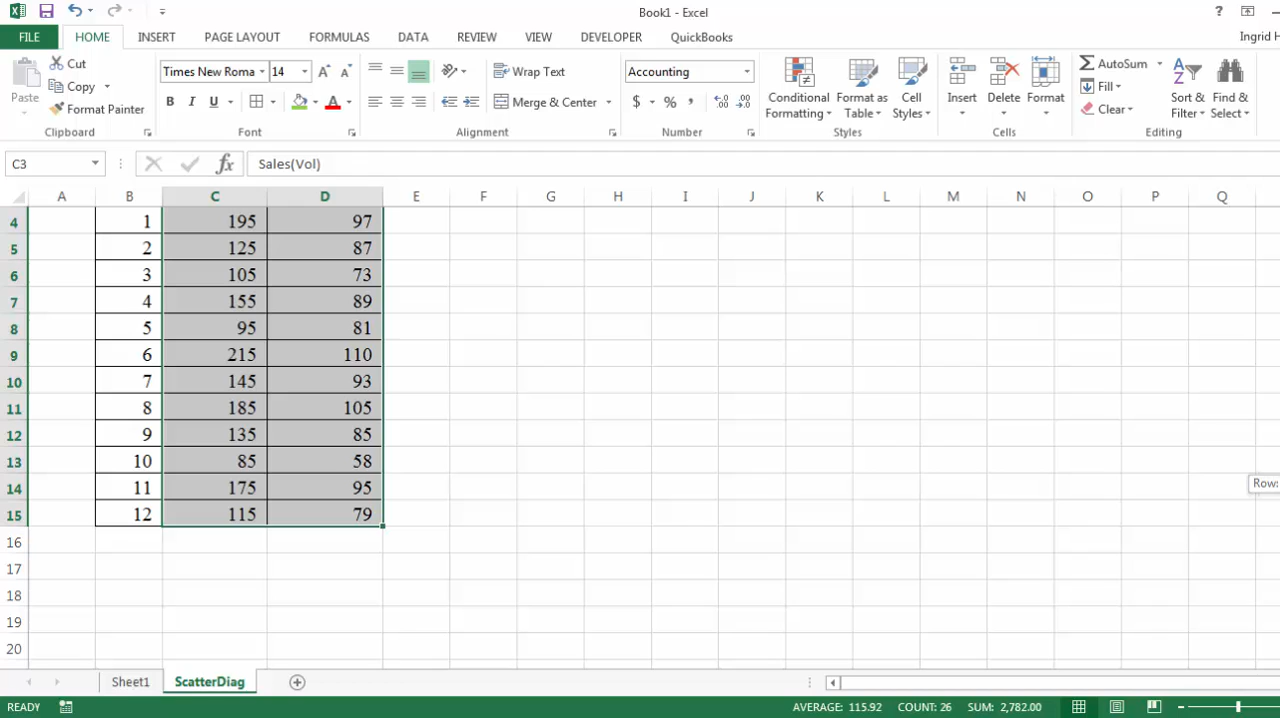 Book1 - Excel
?
FILE HOME INSERT PAGE LAYOUT FORMULAS DATA REVIEW VIEW DEVELOPER QuickBooks Ingrid H
Paste Cut Copy Format Painter Clipboard
Times New Roma 14 B I U A A A Font
Wrap Text Merge & Center Alignment
Accounting $ % , Number
Conditional Formatting Format as Table Cell Styles Styles
Insert Delete Format Cells
AutoSum Fill Clear Sort & Filter Find & Select Editing
C3 fx Sales(Vol)
A B C D E F G H I J K L M N O P Q
4 1 195 97
5 2 125 87
6 3 105 73
7 4 155 89
8 5 95 81
9 6 215 110
10 7 145 93
11 8 185 105
12 9 135 85
13 10 85 58
14 11 175 95
15 12 115 79
Row:
16
17
18
19
20
Sheet1 ScatterDiag
READY AVERAGE: 115.92 COUNT: 26 SUM: 2,782.00